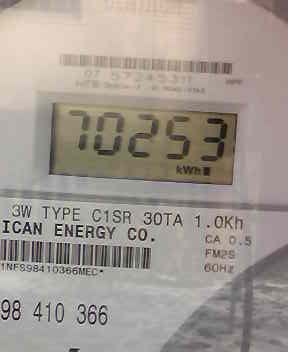 07 57245317
70253
kWh
3W TYPE C1SR 30TA 1.0Kh
ICAN ENERGY CO.
CA 0.5
FM2S
60HZ
1NFS98410366MEC*
98 410 366